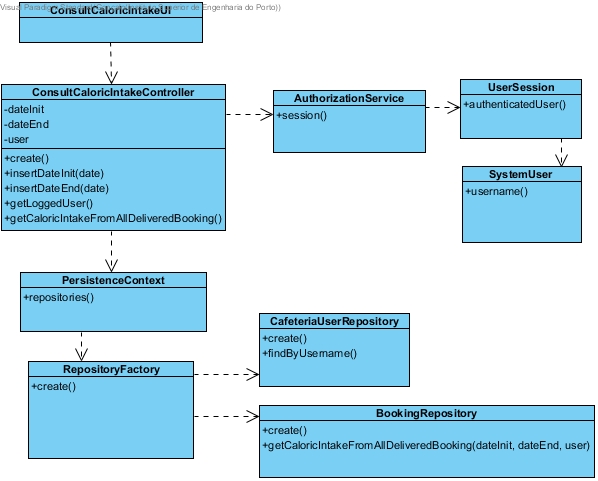 Visual Paradigm
Superior de Engenharia do Porto))
ConsultCaloricIntakeUI
ConsultCaloricIntakeController
-dateInit
-dateEnd
-user
+create()
+insertDateInit(date)
+insertDateEnd(date)
+getLoggedUser()
+getCaloricIntakeFromAllDeliveredBooking()
AuthorizationService
+session()
UserSession
+authenticatedUser()
SystemUser
+username()
PersistenceContext
+repositories()
RepositoryFactory
+create()
CafeteriaUserRepository
+create()
+findByUsername()
BookingRepository
+create()
+getCaloricIntakeFromAllDeliveredBooking(dateInit, dateEnd, user)